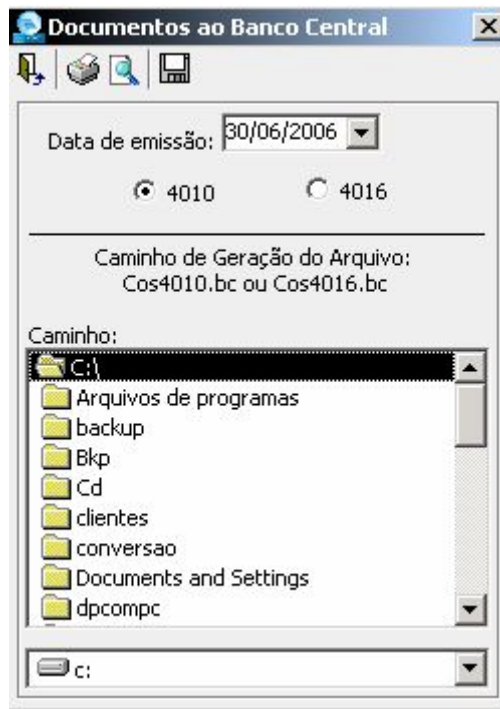 Documentos ao Banco Central
Data de emissão: 30/06/2006
4010 4016
Caminho de Geração do Arquivo:
Cos4010.bc ou Cos4016.bc
Caminho:
C:\
Arquivos de programas
backup
Bkp
Cd
clientes
conversao
Documents and Settings
dpcompc
c: